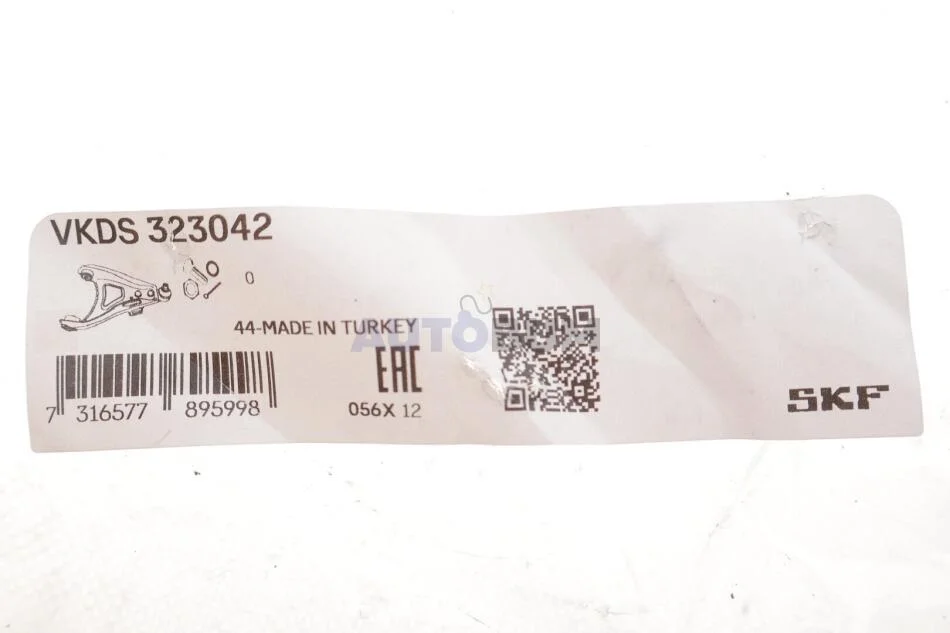 VKDS 323042
0
44-MADE IN TURKEY
EAC
056X 12
7 316577 895998
SKF